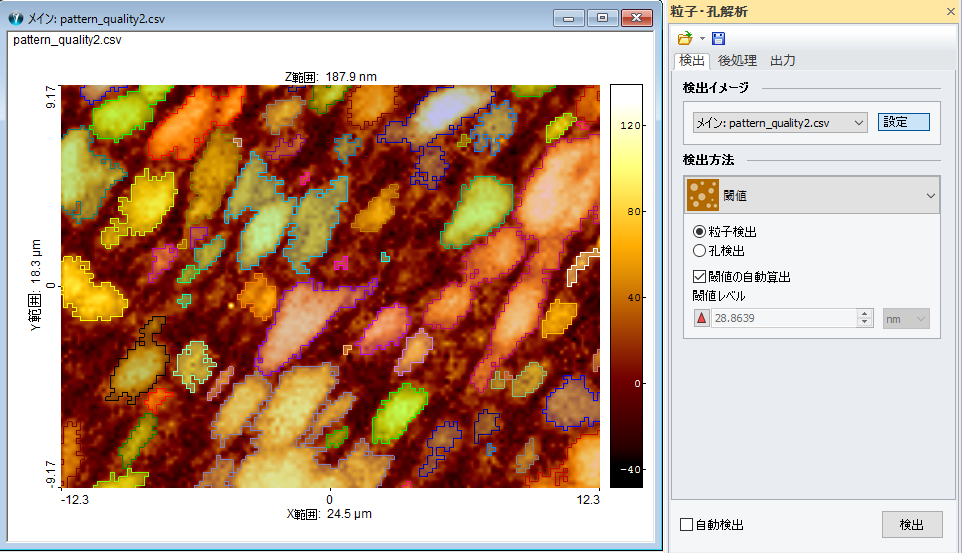 メイン: pattern_quality2.csv
pattern_quality2.csv
Z範囲: 187.9 nm
9.17
0
-9.17
Y範囲: 18.3 μm
-12.3
0
12.3
X範囲: 24.5 μm
120
80
40
0
-40
粒子・孔解析
検出
後処理
出力
検出イメージ
メイン: pattern_quality2.csv
設定
検出方法
閾値
粒子検出
孔検出
閾値の自動算出
閾値レベル
28.8639
nm
自動検出
検出